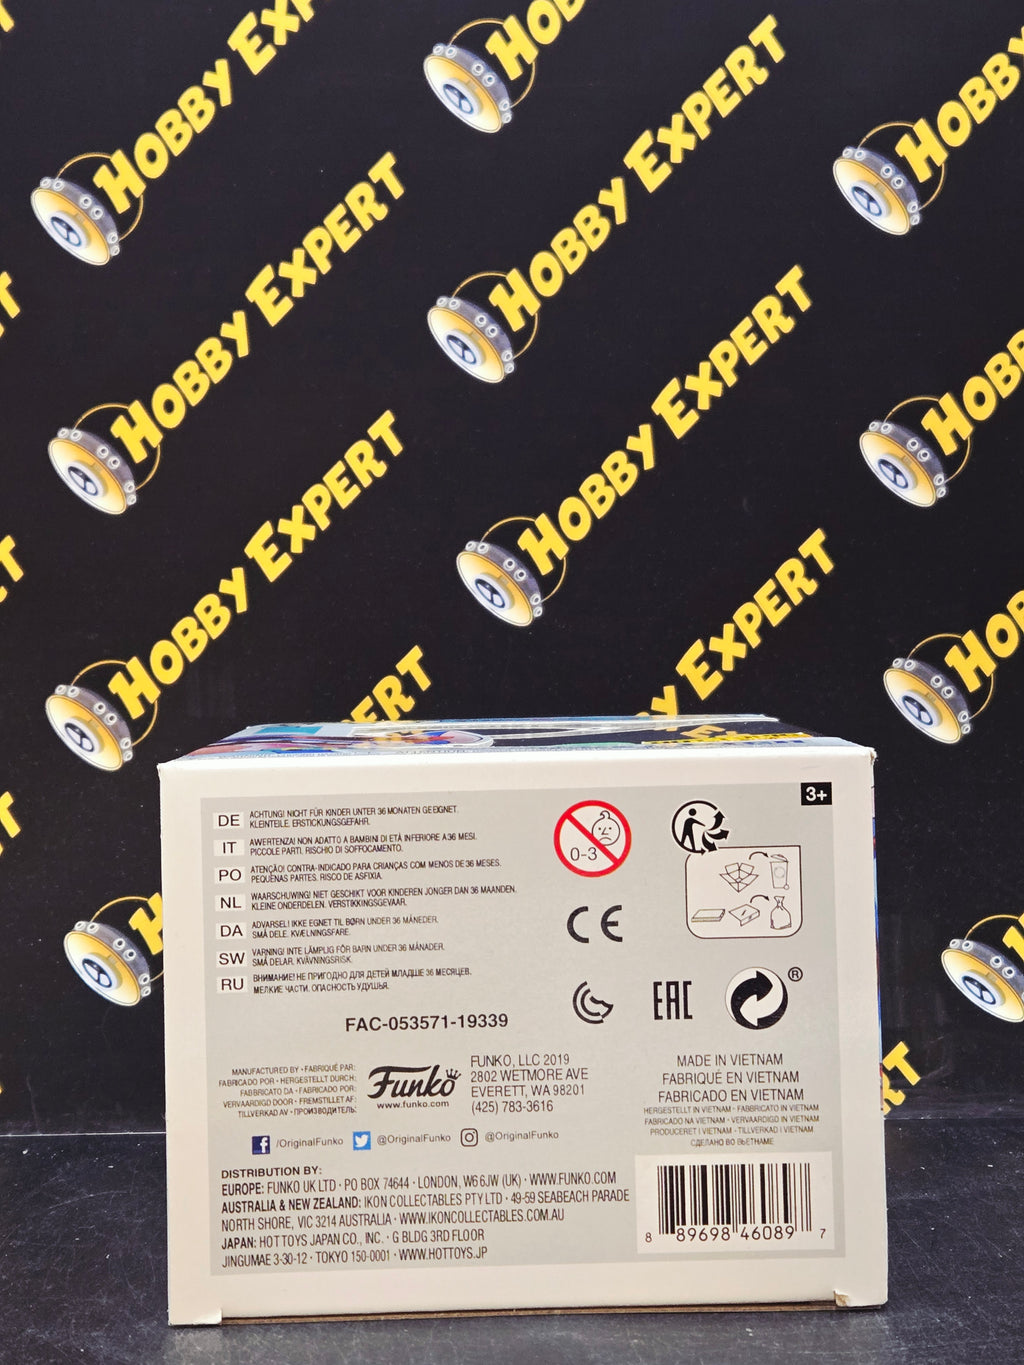 HOBBY EXPERT
HOBBY EXPERT
HOBBY EXPERT
HOBBY EXPERT
HOBBY EXPERT
HOBBY EXPERT
HOBBY EXPERT
HOBBY EXPERT
3+
DE ACHTUNG! NICHT FÜR KINDER UNTER 36 MONATEN GEEIGNET.
KLEINTEILE. ERSTICKUNGSGEFAHR.
IT AWERTENZA! NON ADATTO A BAMBINI DI ETÀ INFERIORE A 36 MESI.
PICCOLE PARTI. RISCHIO DI SOFFOCAMENTO.
PO ATENÇÃO! CONTRA-INDICADO PARA CRIANÇAS COM MENOS DE 36 MESES.
PEQUENAS PARTES. RISCO DE ASFIXIA.
NL WAARSCHUWING! NIET GESCHIKT VOOR KINDEREN JONGER DAN 36 MAANDEN.
KLEINE ONDERDELEN. VERSTIKKINGSGEVAAR.
DA ADVARSEL! IKKE EGNET TIL BØRN UNDER 36 MÅNEDER.
SMÅ DELE. KVÆLNINGSFARE.
SW VARNING! INTE LÄMPLIG FÖR BARN UNDER 36 MÅNADER.
SMÅ DELAR. KVÄVNINGSRISK.
RU ВНИМАНИЕ! НЕ ПРИГОДНО ДЛЯ ДЕТЕЙ МЛАДШЕ 36 МЕСЯЦЕВ.
МЕЛКИЕ ЧАСТИ. ОПАСНОСТЬ УДУШЬЯ.
0-3
CE
EAC
®
FAC-053571-19339
MANUFACTURED BY • FABRIQUÉ PAR:
FABRICADO POR • HERGESTELLT DURCH:
FABBRICATO DA • FABRICADO POR:
VERVAARDIGD DOOR • FREMSTILLET AF:
TILLVERKAD AV • ПРОИЗВОДИТЕЛЬ:
Funko
www.funko.com
FUNKO, LLC 2019
2802 WETMORE AVE
EVERETT, WA 98201
(425) 783-3616
MADE IN VIETNAM
FABRIQUÉ EN VIETNAM
FABRICADO EN VIETNAM
HERGESTELLT IN VIETNAM • FABBRICATO IN VIETNAM
FABRICADO NA VIETNAM • VERVAARDIGD IN VIETNAM
PRODUCERET I VIETNAM • TILLVERKAD I VIETNAM
СДЕЛАНО ВО ВЬЕТНАМЕ
/OriginalFunko @OriginalFunko @OriginalFunko
DISTRIBUTION BY:
EUROPE: FUNKO UK LTD • PO BOX 74644 • LONDON, W6 6JW (UK) • WWW.FUNKO.COM
AUSTRALIA & NEW ZEALAND: IKON COLLECTABLES PTY LTD • 49-59 SEABEACH PARADE
NORTH SHORE, VIC 3214 AUSTRALIA • WWW.IKONCOLLECTABLES.COM.AU
JAPAN: HOT TOYS JAPAN CO., INC. • G BLDG 3RD FLOOR
JINGUMAE 3-30-12 • TOKYO 150-0001 • WWW.HOTTOYS.JP
8 89698 46089 7